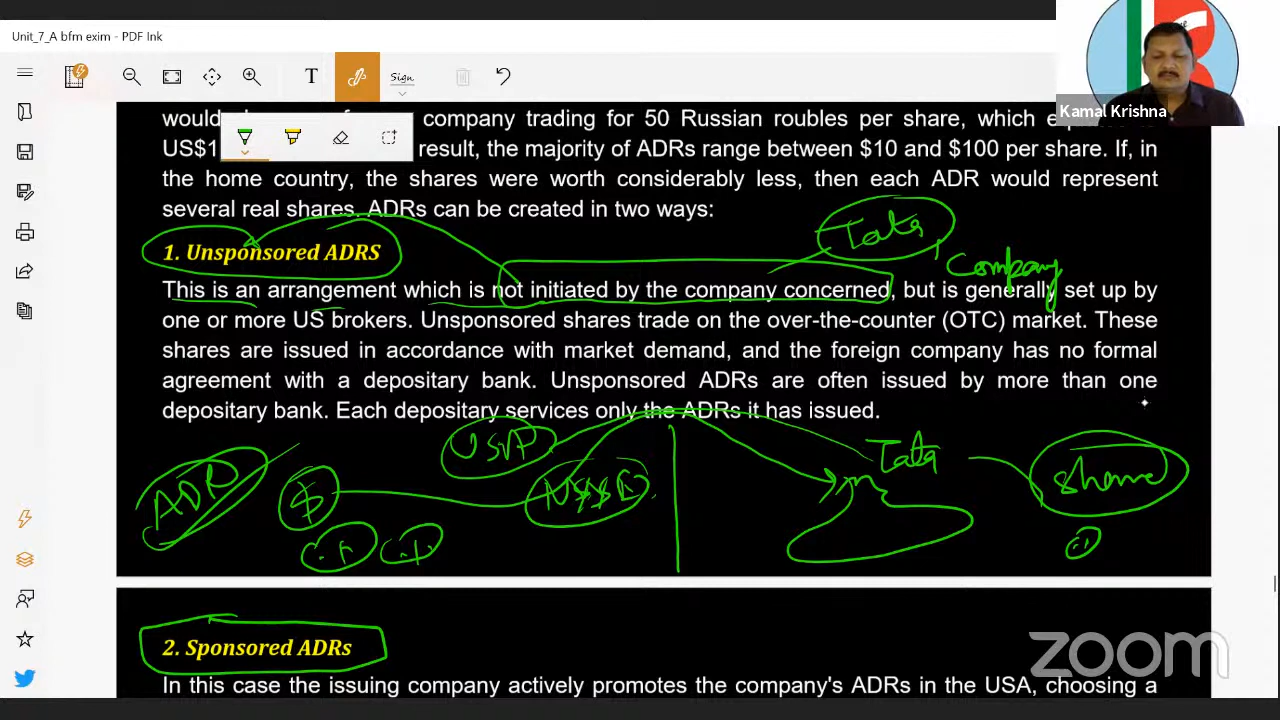 Unit_7_A bfm exim - PDF Ink
T
Sign
Kamal Krishna
company trading for 50 Russian roubles per share, which
US$1 result, the majority of ADRs range between $10 and $100 per share. If, in
the home country, the shares were worth considerably less, then each ADR would represent
several real shares. ADRs can be created in two ways:
Tata
1. Unsponsored ADRS
Company
This is an arrangement which is not initiated by the company concerned, but is generally set up by
one or more US brokers. Unsponsored shares trade on the over-the-counter (OTC) market. These
shares are issued in accordance with market demand, and the foreign company has no formal
agreement with a depositary bank. Unsponsored ADRs are often issued by more than one
depositary bank. Each depositary services only the ADRs it has issued.
Tata
ADR
$
2. Sponsored ADRs
In this case the issuing company actively promotes the company's ADRs in the USA, choosing a
zoom